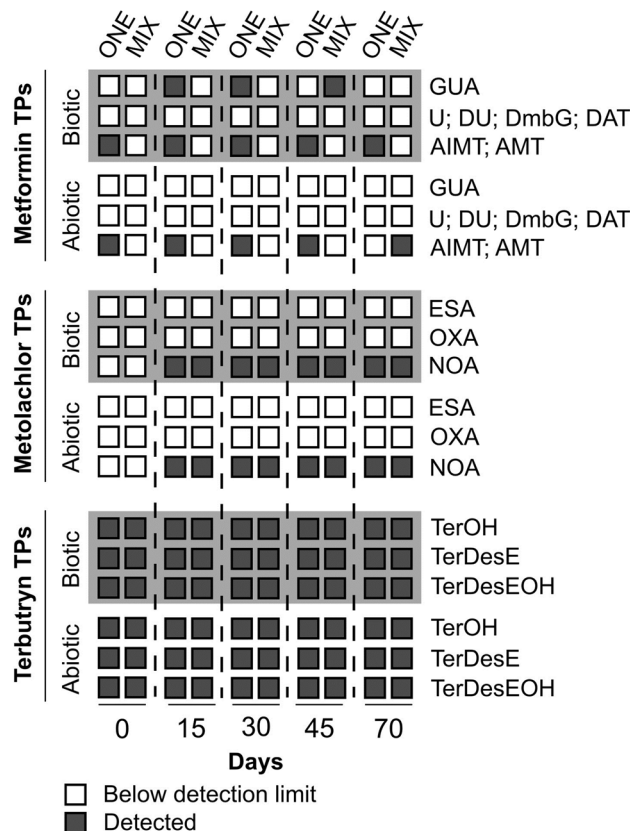 ONE MIX ONE MIX ONE MIX ONE MIX ONE MIX
Metformin TPs
Biotic
GUA
U; DU; DmbG; DAT
AIMT; AMT
Abiotic
GUA
U; DU; DmbG; DAT
AIMT; AMT
Metolachlor TPs
Biotic
ESA
OXA
NOA
Abiotic
ESA
OXA
NOA
Terbutryn TPs
Biotic
TerOH
TerDesE
TerDesEOH
Abiotic
TerOH
TerDesE
TerDesEOH
0 15 30 45 70
Days
Below detection limit
Detected